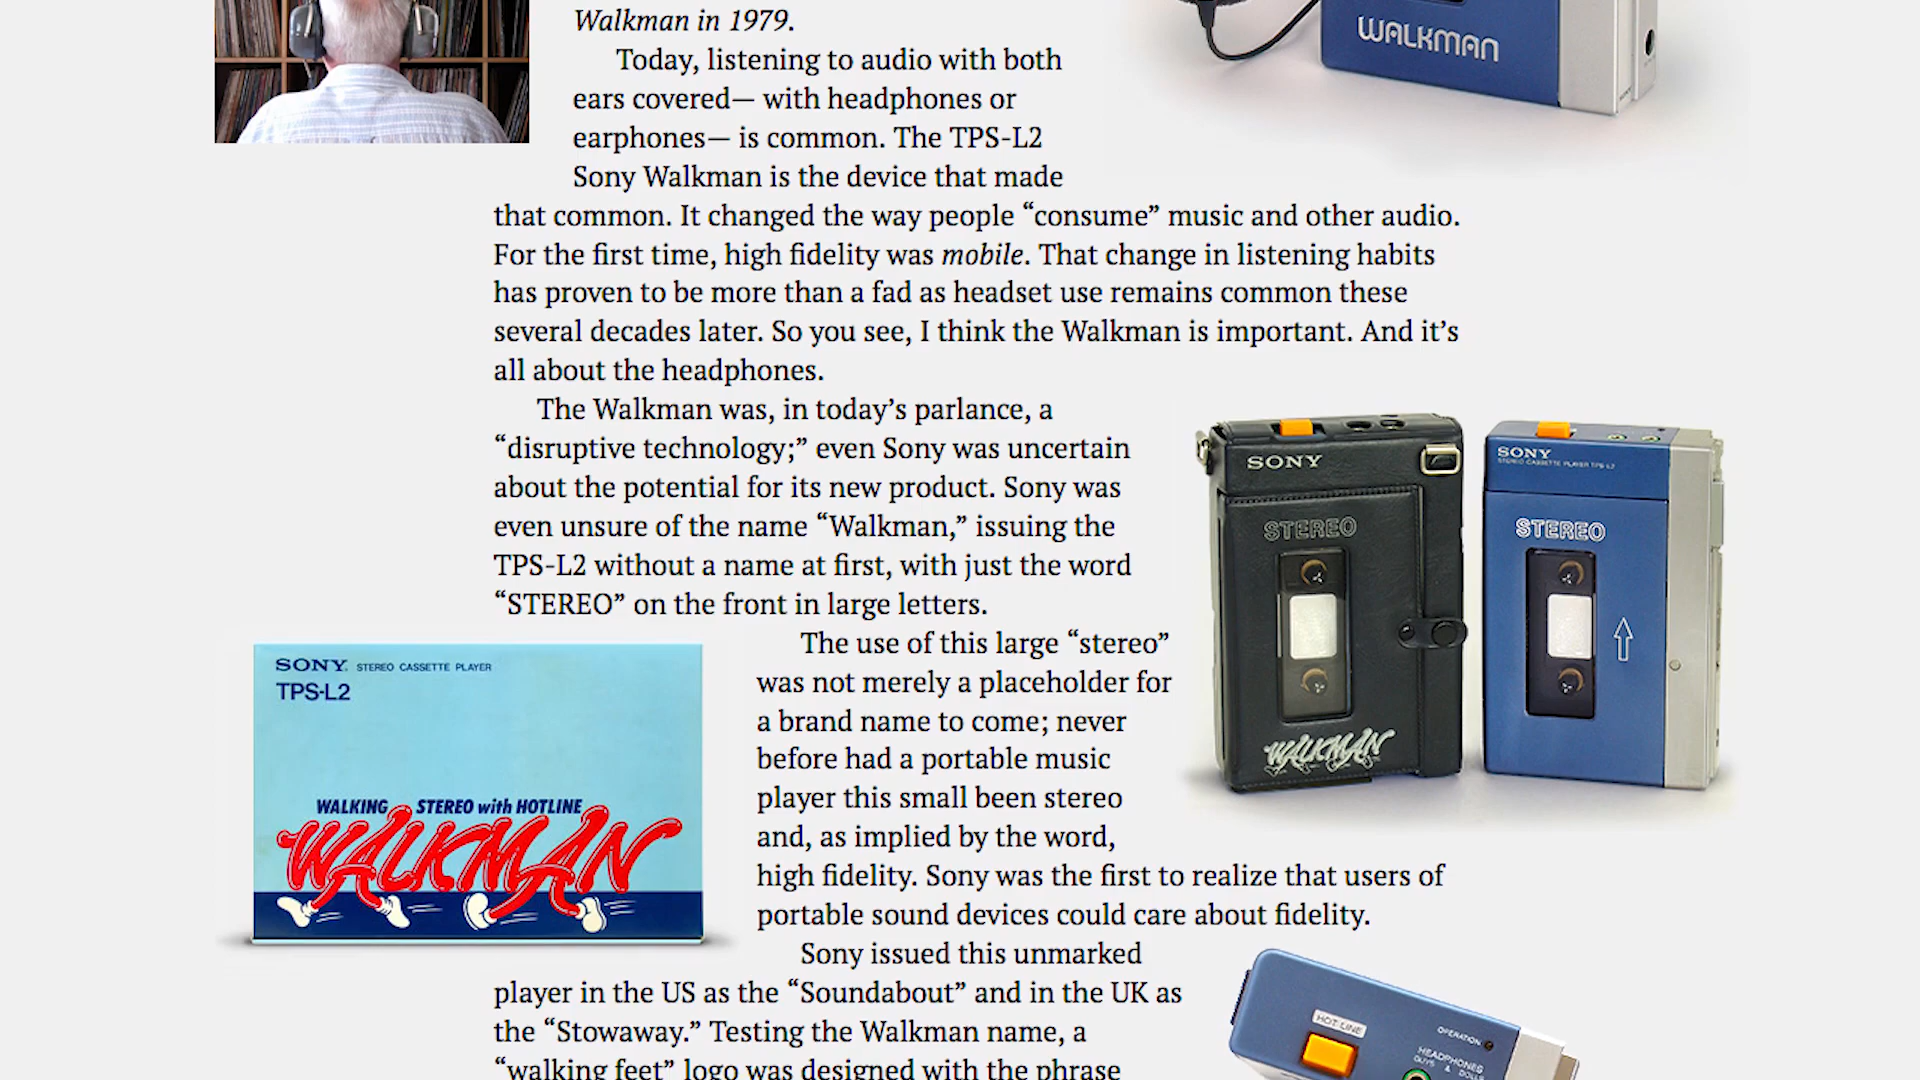 Walkman in 1979.
WALKMAN
Today, listening to audio with both
ears covered— with headphones or
earphones— is common. The TPS-L2
Sony Walkman is the device that made
that common. It changed the way people “consume” music and other audio.
For the first time, high fidelity was mobile. That change in listening habits
has proven to be more than a fad as headset use remains common these
several decades later. So you see, I think the Walkman is important. And it’s
all about the headphones.
The Walkman was, in today’s parlance, a
“disruptive technology;” even Sony was uncertain
about the potential for its new product. Sony was
even unsure of the name “Walkman,” issuing the
TPS-L2 without a name at first, with just the word
“STEREO” on the front in large letters.
SONY
STEREO
WALKMAN
SONY
STEREO CASSETTE PLAYER TPS-L2
STEREO
SONY. STEREO CASSETTE PLAYER
TPS-L2
WALKING STEREO with HOTLINE
WALKMAN
The use of this large “stereo”
was not merely a placeholder for
a brand name to come; never
before had a portable music
player this small been stereo
and, as implied by the word,
high fidelity. Sony was the first to realize that users of
portable sound devices could care about fidelity.
Sony issued this unmarked
player in the US as the “Soundabout” and in the UK as
the “Stowaway.” Testing the Walkman name, a
“walking feet” logo was designed with the phrase
HOT LINE
OPERATION
HEADPHONES
GUYS & DOLLS